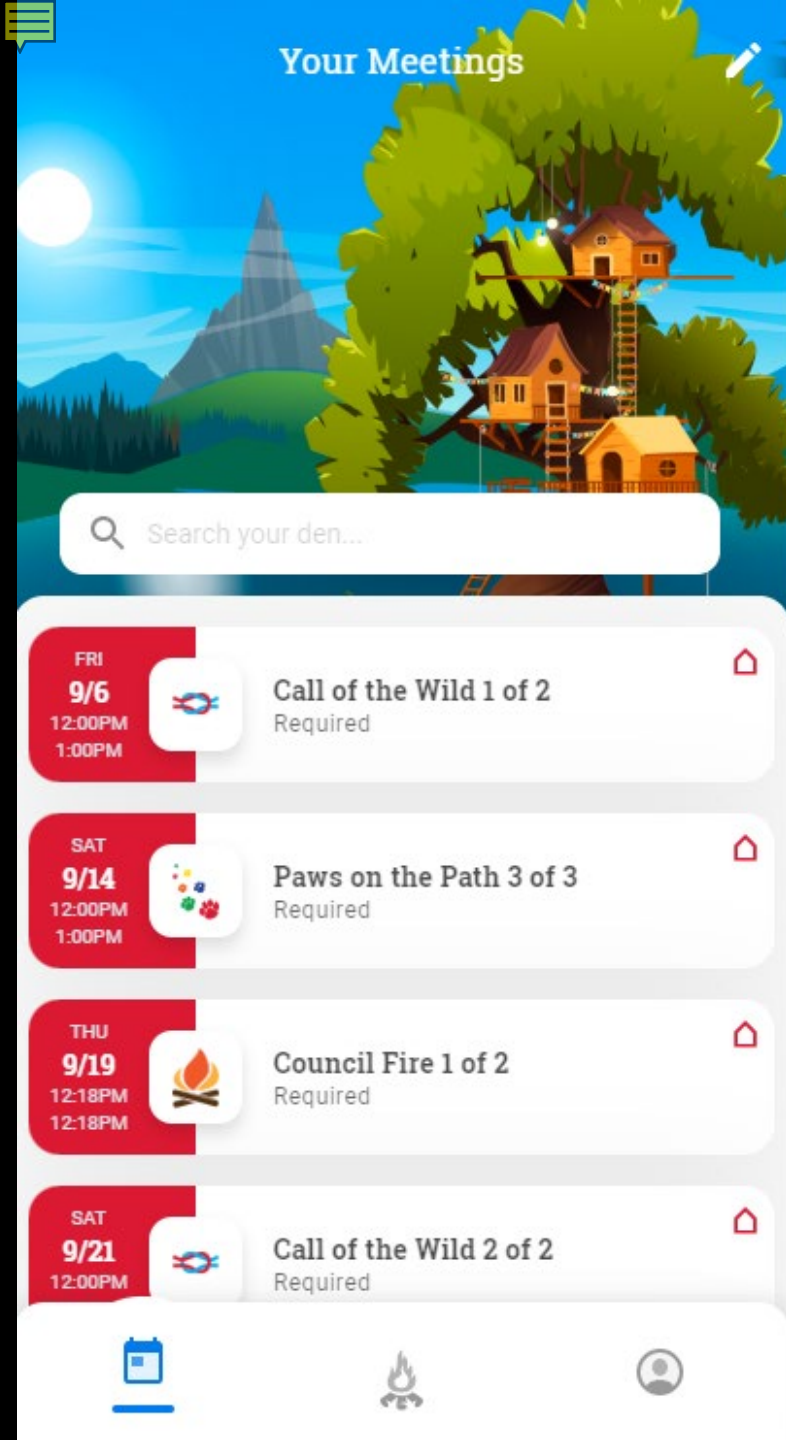 Your Meetings
Search your den...
FRI
9/6
12:00PM
1:00PM
Call of the Wild 1 of 2
Required
SAT
9/14
12:00PM
1:00PM
Paws on the Path 3 of 3
Required
THU
9/19
12:18PM
12:18PM
Council Fire 1 of 2
Required
SAT
9/21
12:00PM
Call of the Wild 2 of 2
Required